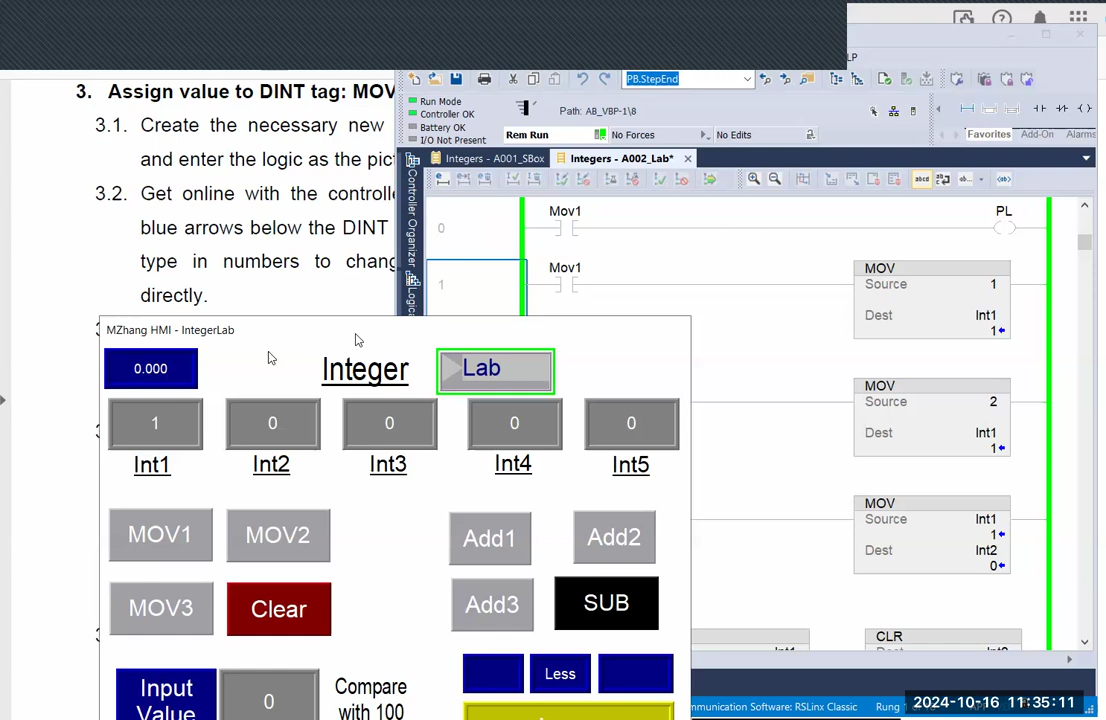 3. Assign value to DINT tag: MOV
3.1. Create the necessary new
and enter the logic as the pict
3.2. Get online with the controlle
blue arrows below the DINT
type in numbers to chang
directly.
LP
PB.StepEnd
Run Mode
Controller OK
Battery OK
I/O Not Present
Path: AB_VBP-1\8
Rem Run
No Forces
No Edits
Favorites
Add-On
Alarms
Integers - A001_SBox
Integers - A002_Lab*
Controller Organizer
Logica
0
Mov1
PL
1
Mov1
MOV
Source 1
Dest Int1
1
MOV
Source 2
Dest Int1
1
MOV
Source Int1
1
Dest Int2
0
CLR
MZhang HMI - IntegerLab
0.000
Integer
Lab
1 0 0 0 0
Int1 Int2 Int3 Int4 Int5
MOV1 MOV2 Add1 Add2
MOV3 Clear Add3 SUB
Input
Value
0
Compare
with 100
Less
mmunication Software: RSLinx Classic
Rung
2024-10-16 11:35:11